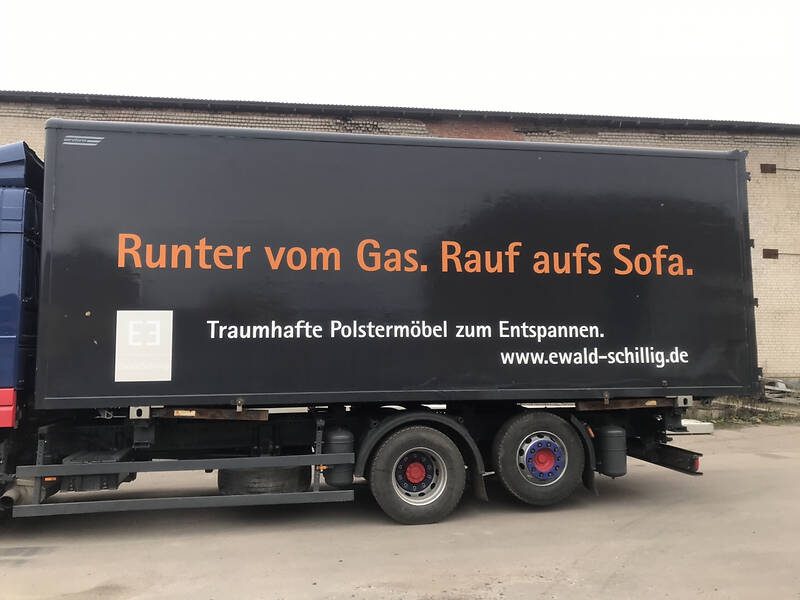 Runter vom Gas. Rauf aufs Sofa.
Traumhafte Polstermöbel zum Entspannen.
www.ewald-schillig.de